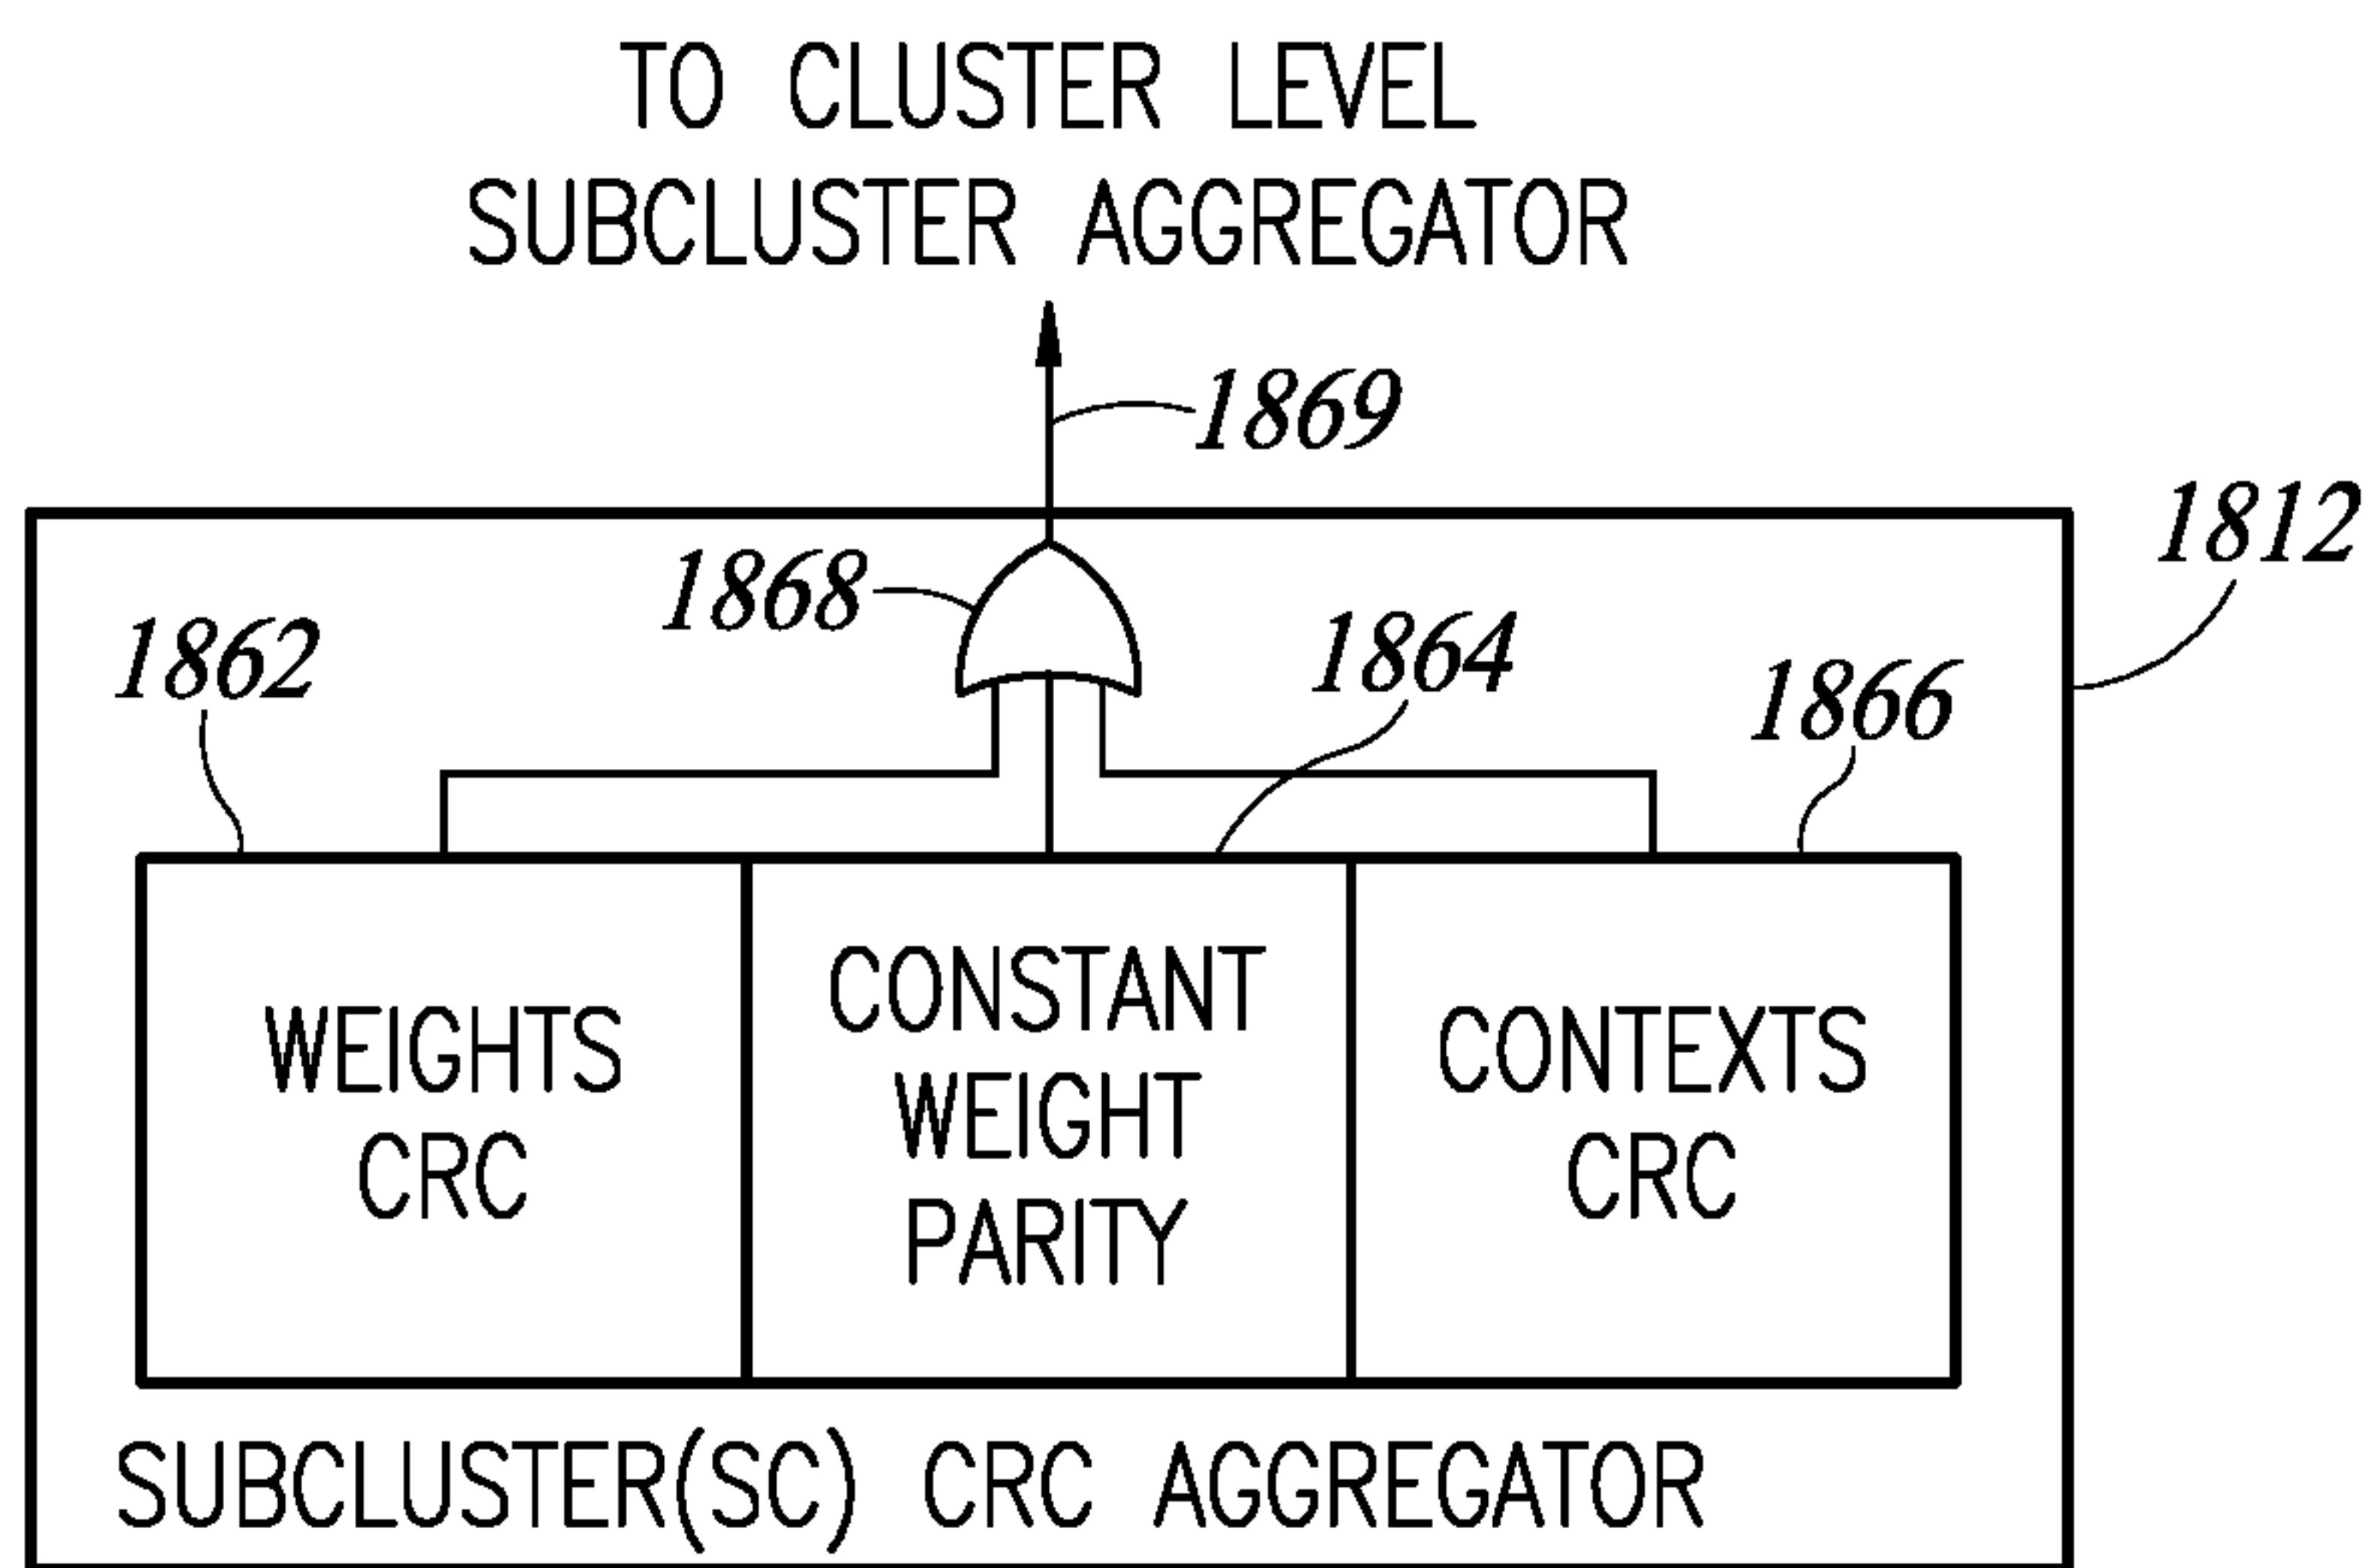 TO CLUSTER LEVEL
SUBCLUSTER AGGREGATOR
1869
1812
1868
1862
1864
1866
WEIGHTS
CRC
CONSTANT
WEIGHT
PARITY
CONTEXTS
CRC
SUBCLUSTER(SC) CRC AGGREGATOR